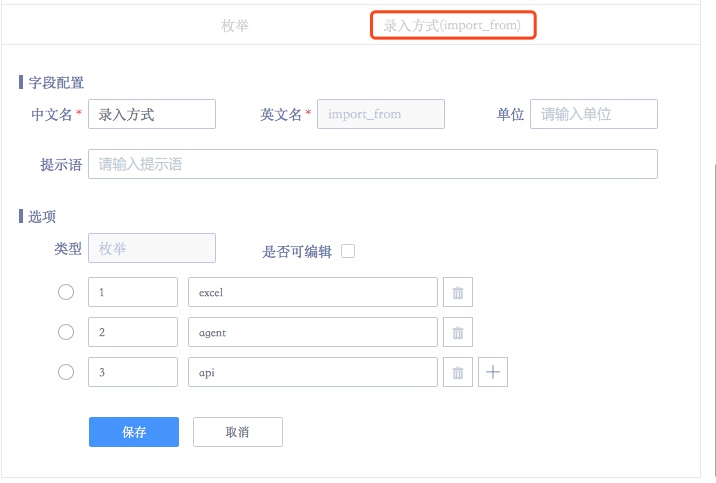 枚举 录入方式(import_from)
字段配置
中文名* 录入方式 英文名* import_from 单位 请输入单位
提示语 请输入提示语
选项
类型 枚举 是否可编辑
1 excel
2 agent
3 api
保存 取消